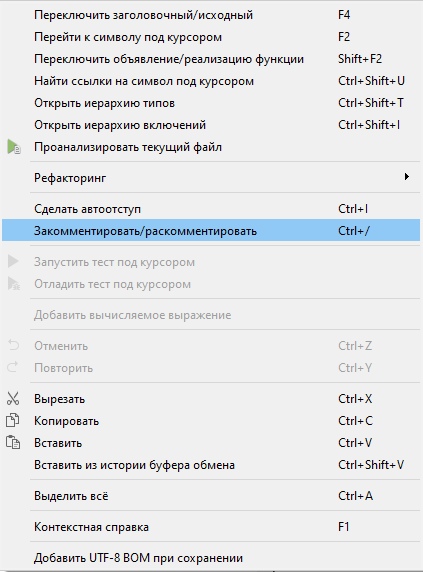 Переключить заголовочный/исходный F4
Перейти к символу под курсором F2
Переключить объявление/реализацию функции Shift+F2
Найти ссылки на символ под курсором Ctrl+Shift+U
Открыть иерархию типов Ctrl+Shift+T
Открыть иерархию включений Ctrl+Shift+I
Проанализировать текущий файл
Рефакторинг
Сделать автоотступ Ctrl+I
Закомментировать/раскомментировать Ctrl+/
Запустить тест под курсором
Отладить тест под курсором
Добавить вычисляемое выражение
Отменить Ctrl+Z
Повторить Ctrl+Y
Вырезать Ctrl+X
Копировать Ctrl+C
Вставить Ctrl+V
Вставить из истории буфера обмена Ctrl+Shift+V
Выделить всё Ctrl+A
Контекстная справка F1
Добавить UTF-8 BOM при сохранении